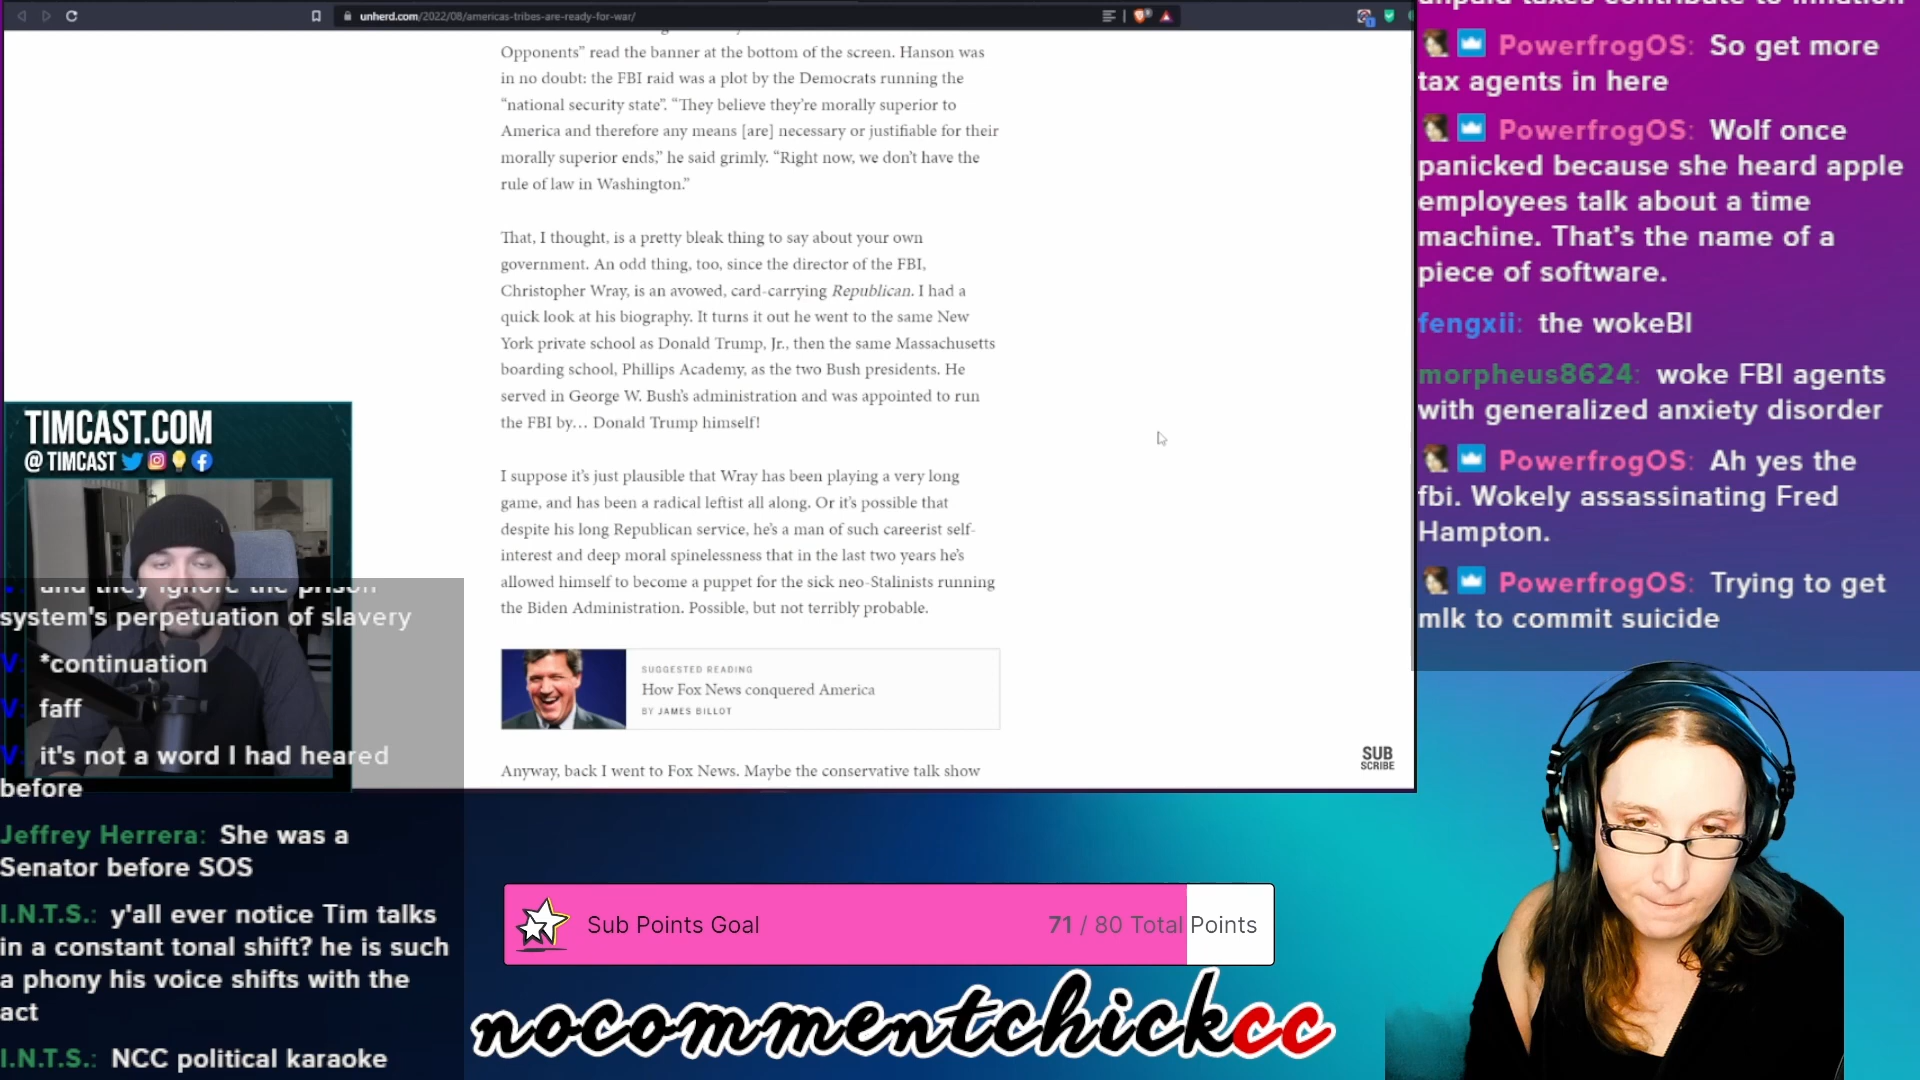 unherd.com/2022/08/americas-tribes-are-ready-for-war/
Opponents” read the banner at the bottom of the screen. Hanson was
in no doubt: the FBI raid was a plot by the Democrats running the
“national security state”. “They believe they’re morally superior to
America and therefore any means [are] necessary or justifiable for their
morally superior ends,” he said grimly. “Right now, we don’t have the
rule of law in Washington.”
That, I thought, is a pretty bleak thing to say about your own
government. An odd thing, too, since the director of the FBI,
Christopher Wray, is an avowed, card-carrying Republican. I had a
quick look at his biography. It turns it out he went to the same New
York private school as Donald Trump, Jr., then the same Massachusetts
boarding school, Phillips Academy, as the two Bush presidents. He
served in George W. Bush’s administration and was appointed to run
the FBI by… Donald Trump himself!
I suppose it’s just plausible that Wray has been playing a very long
game, and has been a radical leftist all along. Or it’s possible that
despite his long Republican service, he’s a man of such careerist self-
interest and deep moral spinelessness that in the last two years he’s
allowed himself to become a puppet for the sick neo-Stalinists running
the Biden Administration. Possible, but not terribly probable.
SUGGESTED READING
How Fox News conquered America
BY JAMES BILLOT
Anyway, back I went to Fox News. Maybe the conservative talk show
SUB
SCRIBE
TIMCAST.COM
@TIMCAST
and they ignore the prison
system's perpetuation of slavery
V: *continuation
V: faff
V: it's not a word I had heared
before
Jeffrey Herrera: She was a
Senator before SOS
I.N.T.S.: y'all ever notice Tim talks
in a constant tonal shift? he is such
a phony his voice shifts with the
act
I.N.T.S.: NCC political karaoke
unpaid taxes contribute to inflation
PowerfrogOS: So get more
tax agents in here
PowerfrogOS: Wolf once
panicked because she heard apple
employees talk about a time
machine. That's the name of a
piece of software.
fengxii: the wokeBI
morpheus8624: woke FBI agents
with generalized anxiety disorder
PowerfrogOS: Ah yes the
fbi. Wokely assassinating Fred
Hampton.
PowerfrogOS: Trying to get
mlk to commit suicide
Sub Points Goal 71 / 80 Total Points
nocommentchickcc